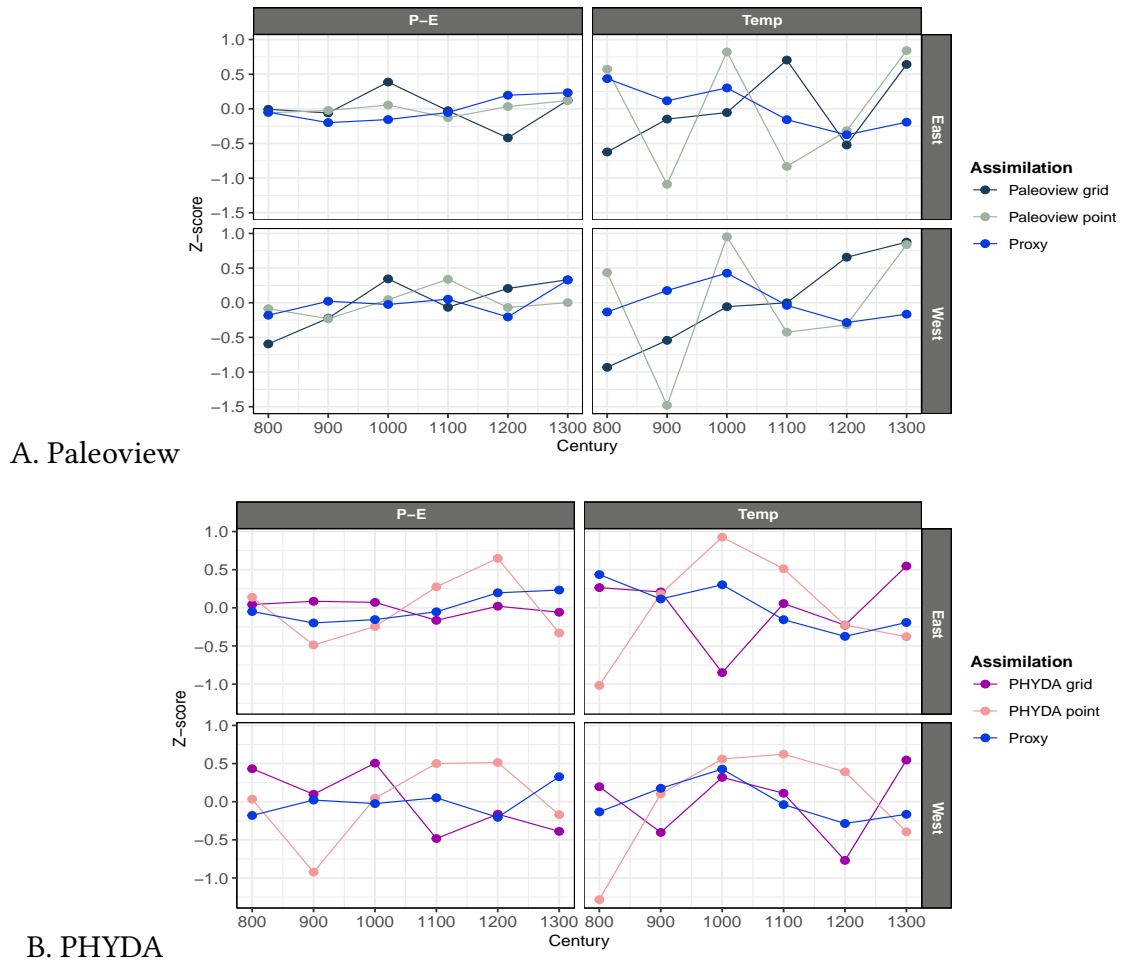 P−E Temp
1.0
0.5
0.0
−0.5
−1.0
−1.5
East
1.0
0.5
0.0
−0.5
−1.0
−1.5
West
Z−score
800 900 1000 1100 1200 1300 800 900 1000 1100 1200 1300
Century
Assimilation
Paleoview grid
Paleoview point
Proxy
A. Paleoview
P−E Temp
1.0
0.5
0.0
−0.5
−1.0
East
1.0
0.5
0.0
−0.5
−1.0
West
Z−score
800 900 1000 1100 1200 1300 800 900 1000 1100 1200 1300
Century
Assimilation
PHYDA grid
PHYDA point
Proxy
B. PHYDA